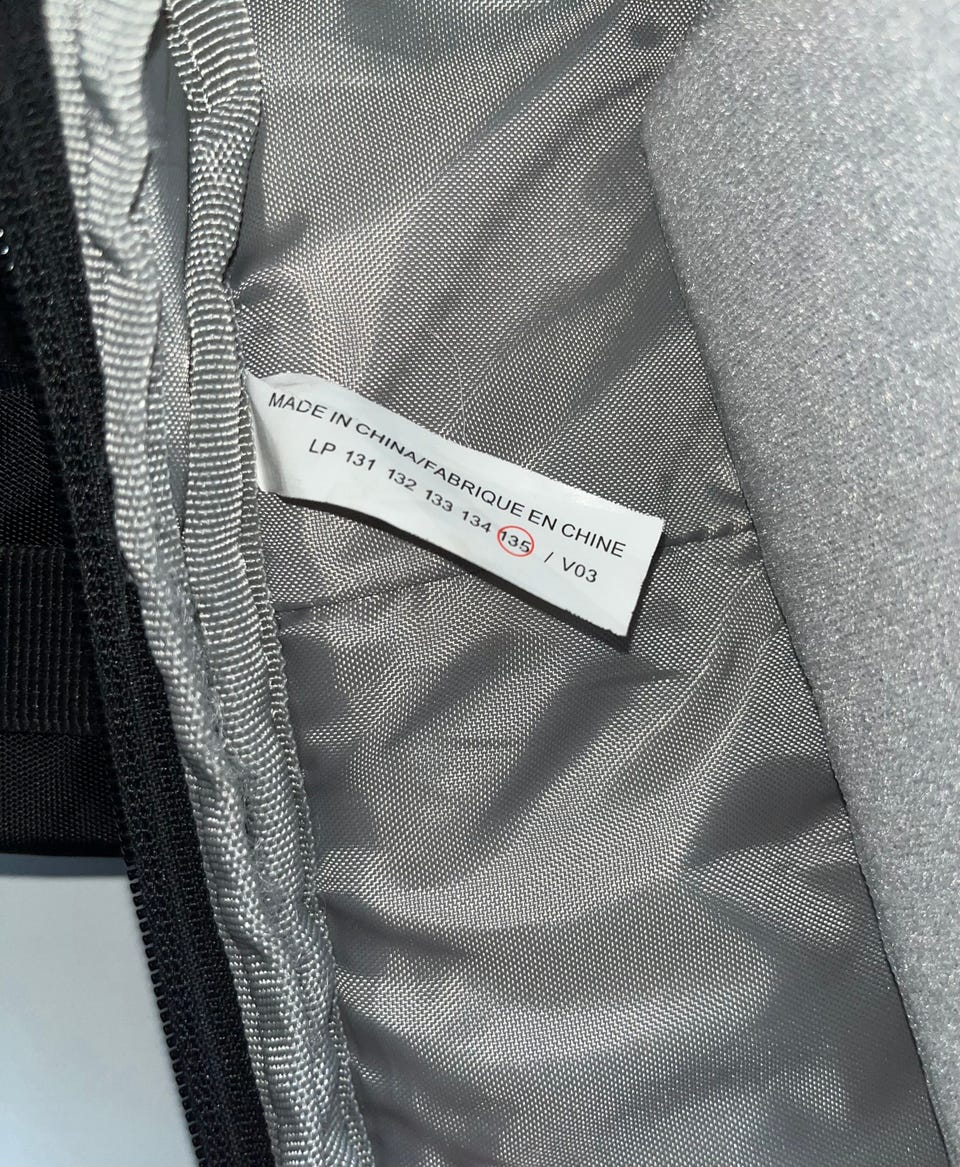 MADE IN CHINA/FABRIQUE EN CHINE
LP 131 132 133 134 135 / V03